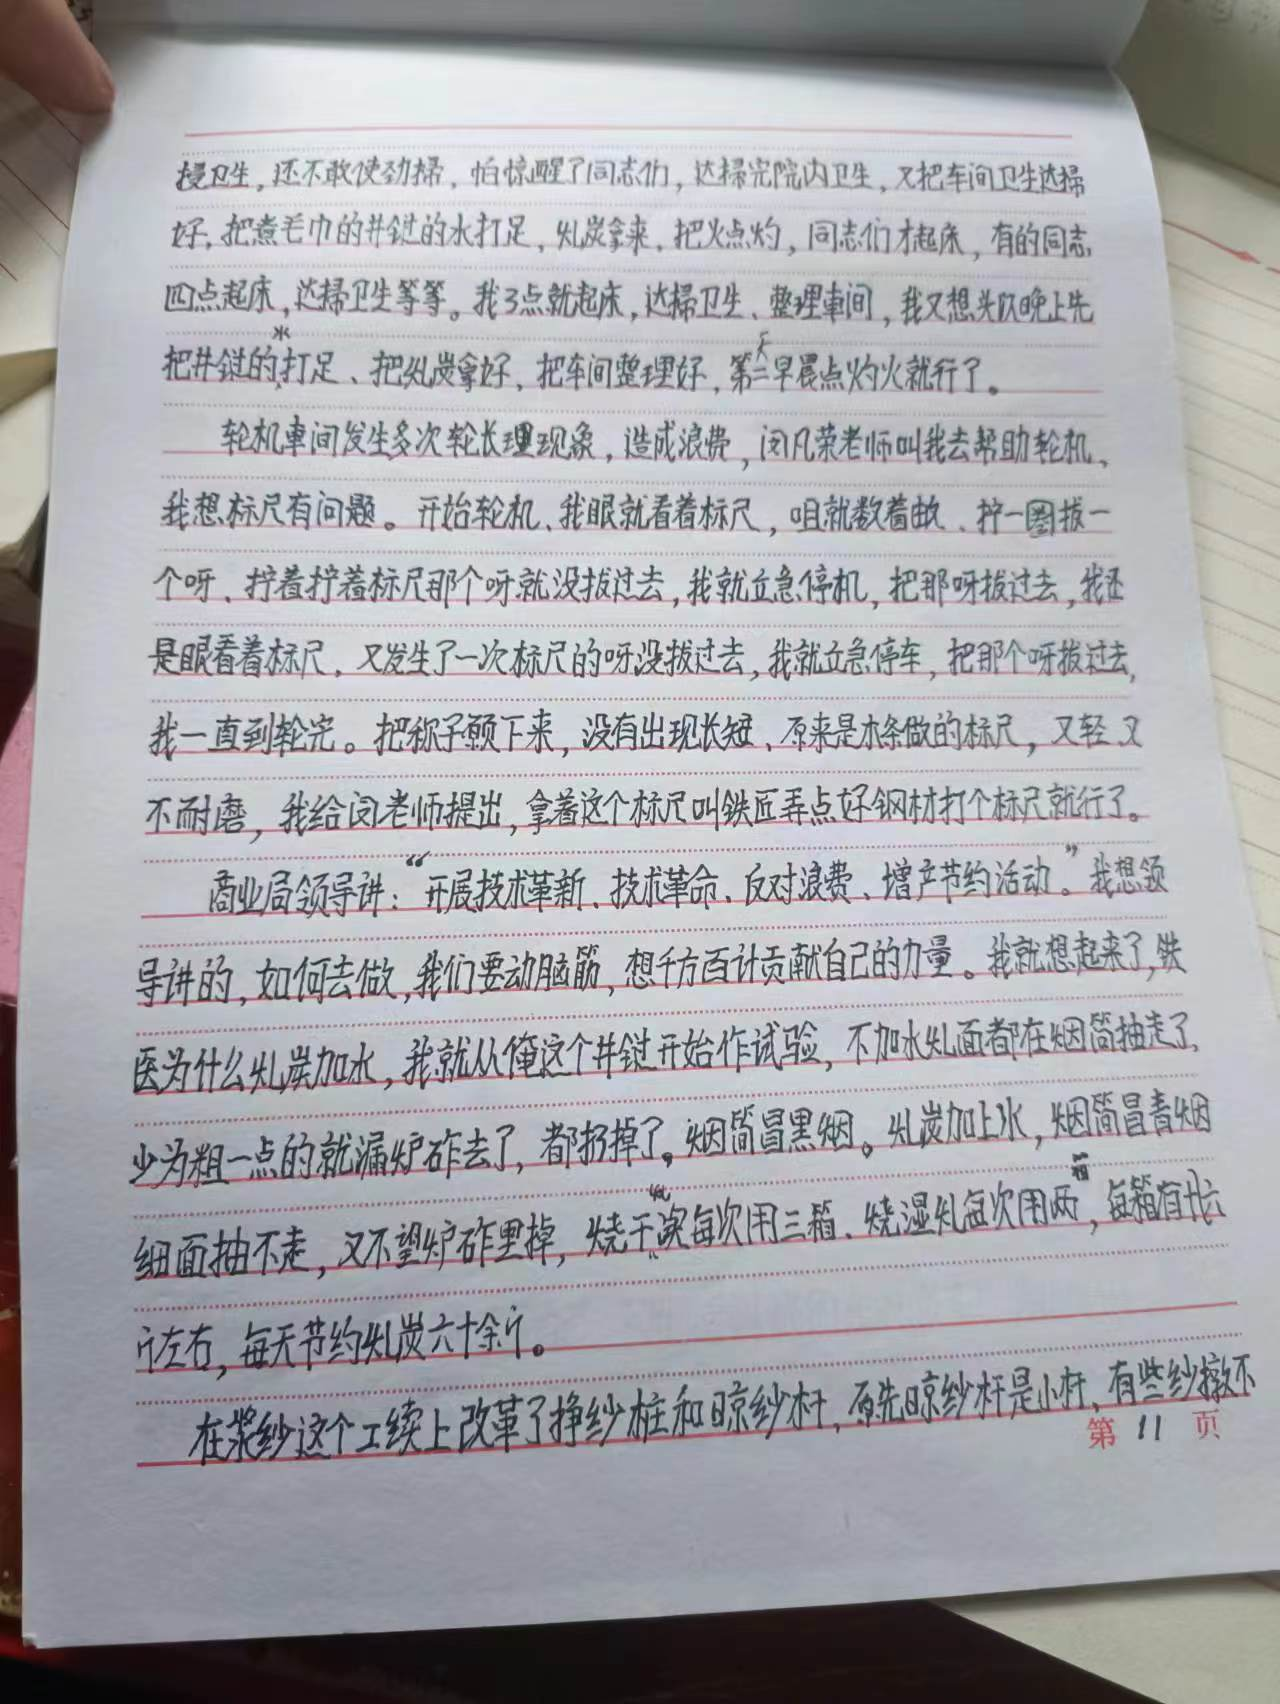 掃卫生，还不敢使劲掃，怕惊醒了同志们，达掃完院内卫生，又把车间卫生达掃
好，把煮毛巾的井鎹的水打足，灿炭拿来，把火点灼，同志们才起床，有的同志
四点起床，达掃卫生等等。我3点就起床，达掃卫生、整理車间，我又想头以晚上先
把井鎹的水打足、把灿炭拿好，把车间整理好，第二天早晨点灼火就行了。
轮机車间发生多次轮长理现象，造成浪费，闵凡荣老师叫我去帮助轮机、
我想标尺有问题。开始轮机、我眼就看着标尺，咀就数着数、拧一圈拔一
个呀、拧着拧着标尺那个呀就没拔过去，我就立急停机，把那呀拔过去，我还
是眼看着标尺，又发生了一次标尺的呀没拔过去，我就立急停车，把那个呀拔过去，
我一直到轮完。把称子顾下来，没有出现长短、原来是木条做的标尺，又轻又
不耐磨，我给闵老师提出，拿着这个标尺叫铁匠弄点好钢材打个标尺就行了。
商业局领导讲：“开展技术革新、技术革命、反对浪费、增产节约活动。”我想领
导讲的，如何去做，我们要动脑筋，想千方百计贡献自己的力量。我就想起来了，铁
医为什么灿炭加水，我就从俺这个井鎹开始作试验，不加水灿面都在烟筒抽走了，
少为粗一点的就漏炉砟去了，都扔掉了。烟筒冒黑烟。灿炭加上水，烟筒冒青烟
细面抽不走，又不望炉砟里掉，烧干灿每次用三箱、烧湿灿每次用两箱，每箱有廿六
斤左右，每天节约灿炭六十余斤。
在浆纱这个工续上改革了挣纱桩和晾纱杆，原先晾纱杆是小杆，有些纱撴不
第 11 页